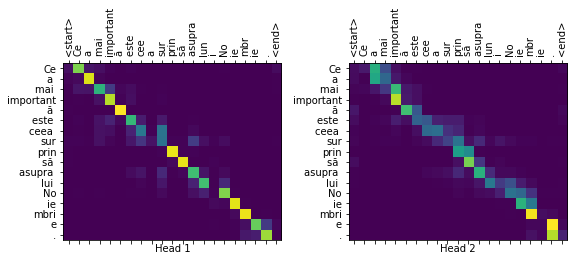 <start>
Ce
a
mai
important
ă
este
cee
a
sur
prin
să
asupra
lun
i
No
ie
mbr
ie
.
<end>
Ce
a
mai
important
ă
este
ceea
sur
prin
să
asupra
lui
No
ie
mbri
e
.
Head 1
<start>
Ce
a
mai
important
ă
este
cee
a
sur
prin
să
asupra
lun
i
No
ie
mbr
ie
.
<end>
Ce
a
mai
important
ă
este
ceea
sur
prin
să
asupra
lui
No
ie
mbri
e
.
Head 2